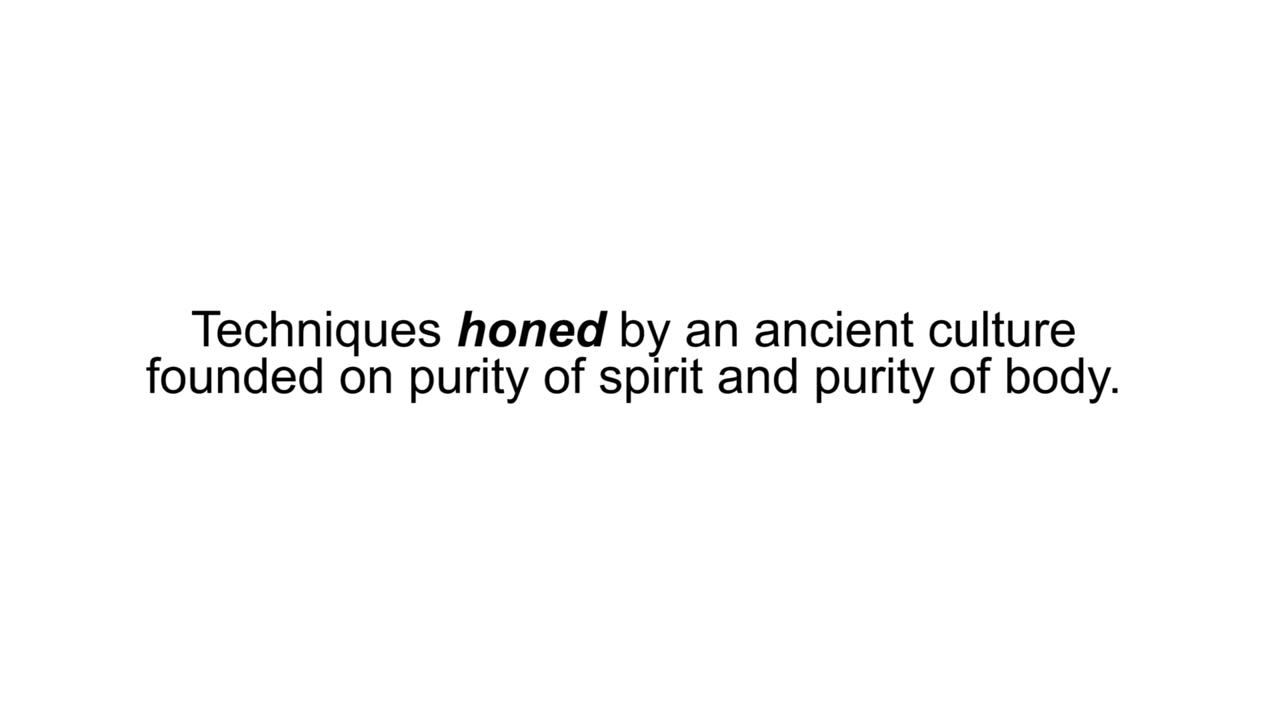 Techniques honed by an ancient culture
founded on purity of spirit and purity of body.